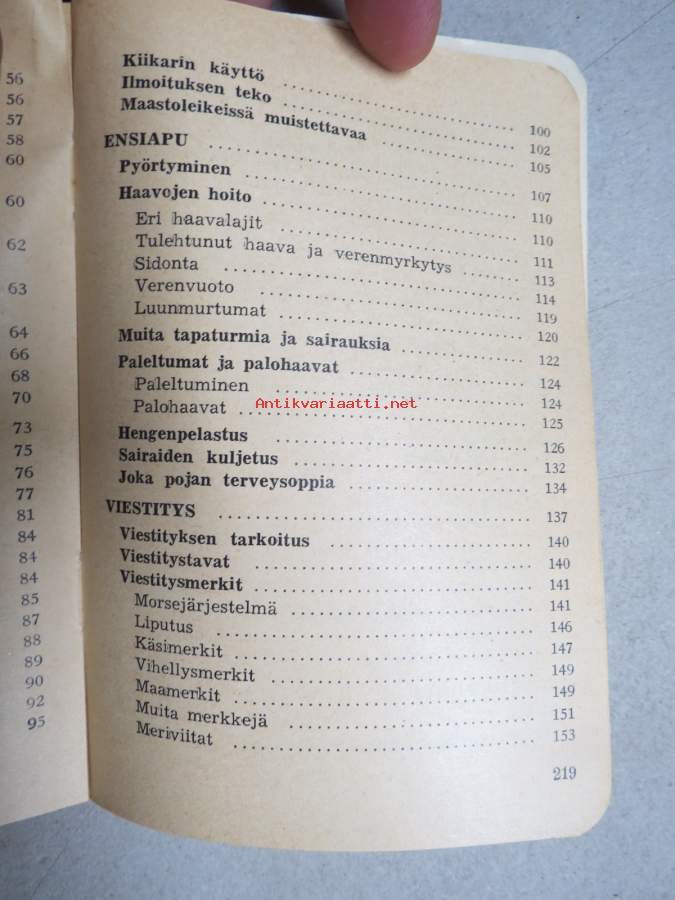 56
56
57
58
60
60
62
63
64
66
68
70
73
75
76
77
81
84
84
84
85
87
88
89
90
92
95
Kiikarin käyttö ........ 100
Ilmoituksen teko ........ 102
Maastoleikeissä muistettavaa ........ 105
ENSIAPU ........ 107
Pyörtyminen ........ 110
Haavojen hoito ........ 110
Eri haavalajit ........ 111
Tulehtunut haava ja verenmyrkytys ........ 113
Sidonta ........ 114
Verenvuoto ........ 119
Luunmurtumat ........ 120
Muita tapaturmia ja sairauksia ........ 122
Paleltumat ja palohaavat ........ 124
Paleltuminen ........ 124
Palohaavat ........ 125
Antikvariaatti.net
Hengenpelastus ........ 126
Sairaiden kuljetus ........ 132
Joka pojan terveysoppia ........ 134
VIESTITYS ........ 137
Viestityksen tarkoitus ........ 140
Viestitystavat ........ 140
Viestitysmerkit ........ 141
Morsejärjestelmä ........ 141
Liputus ........ 146
Käsimerkit ........ 147
Vihellysmerkit ........ 149
Maamerkit ........ 149
Muita merkkejä ........ 151
Meriviitat ........ 153
219